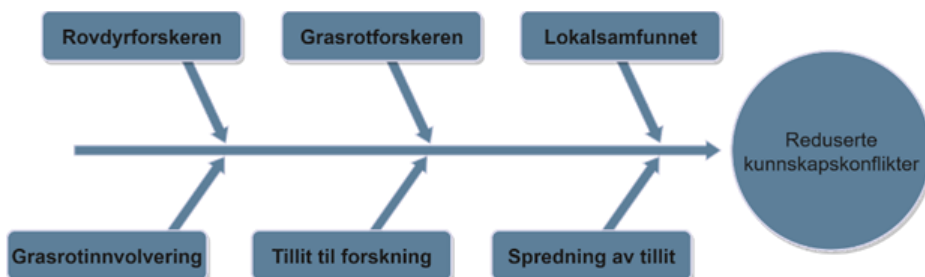 Rovdyrforskeren
Grasrotforskeren
Lokalsamfunnet
Reduserte
kunnskapskonflikter
Grasrotinnvolvering
Tillit til forskning
Spredning av tillit